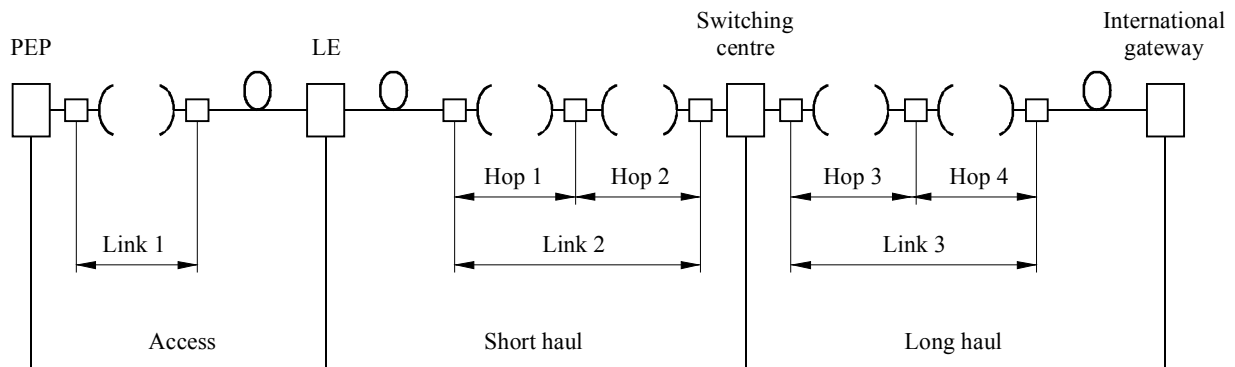 PEP
LE
Switching
centre
International
gateway
Hop 1
Hop 2
Hop 3
Hop 4
Link 1
Link 2
Link 3
Access
Short haul
Long haul